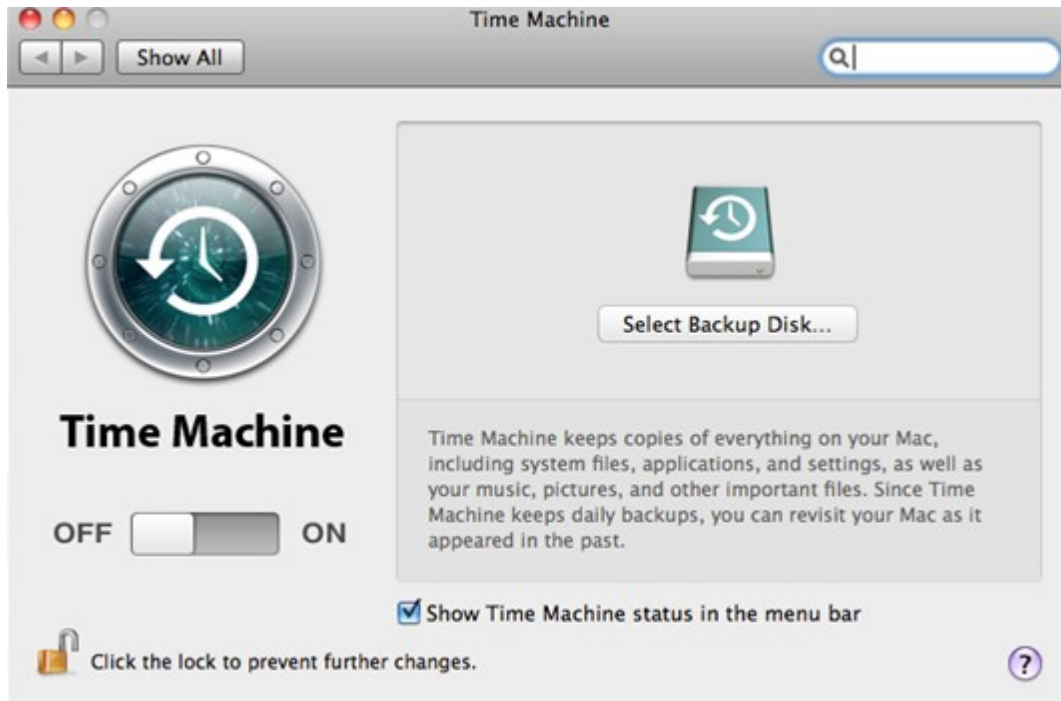 Time Machine
Show All
Select Backup Disk...
Time Machine
Time Machine keeps copies of everything on your Mac,
including system files, applications, and settings, as well as
your music, pictures, and other important files. Since Time
Machine keeps daily backups, you can revisit your Mac as it
appeared in the past.
OFF ON
Show Time Machine status in the menu bar
Click the lock to prevent further changes.
?